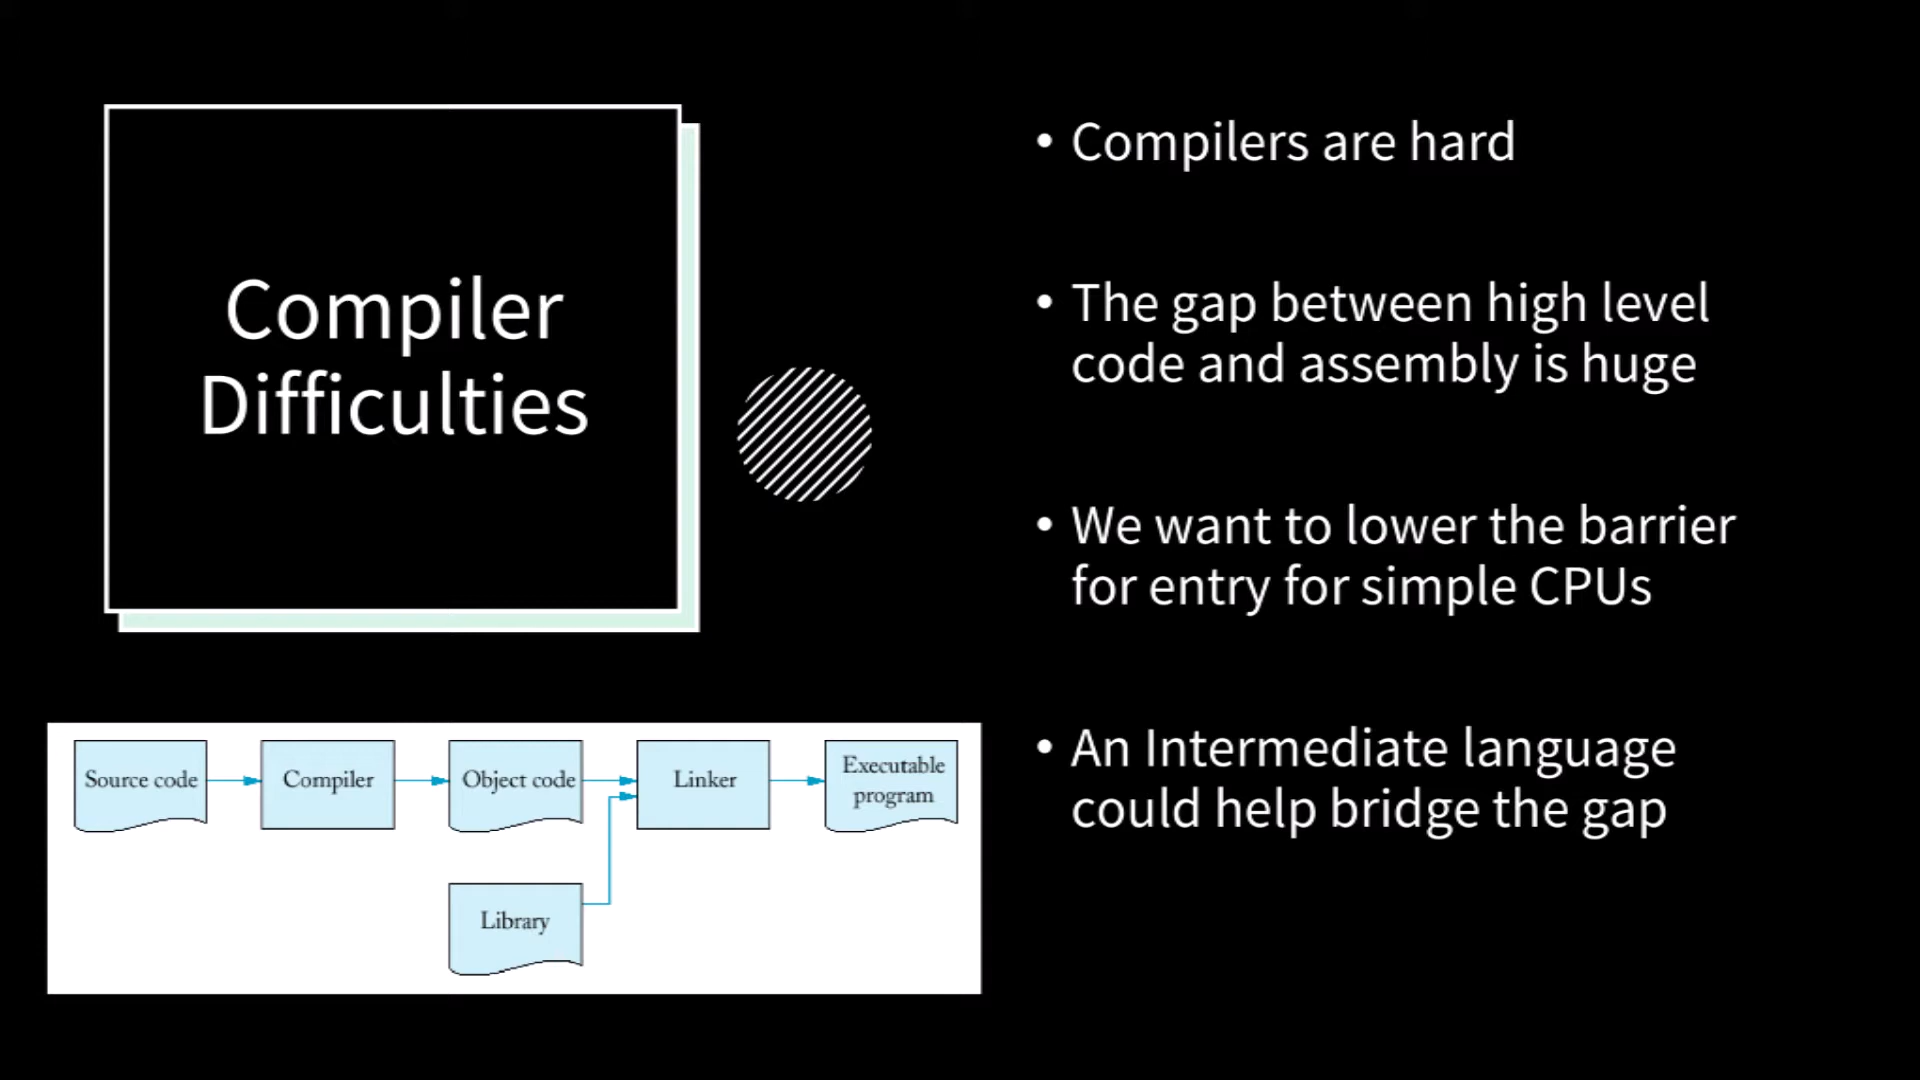 Compiler
Difficulties
• Compilers are hard
• The gap between high level
code and assembly is huge
• We want to lower the barrier
for entry for simple CPUs
• An Intermediate language
could help bridge the gap
Source code
Compiler
Object code
Linker
Executable
program
Library